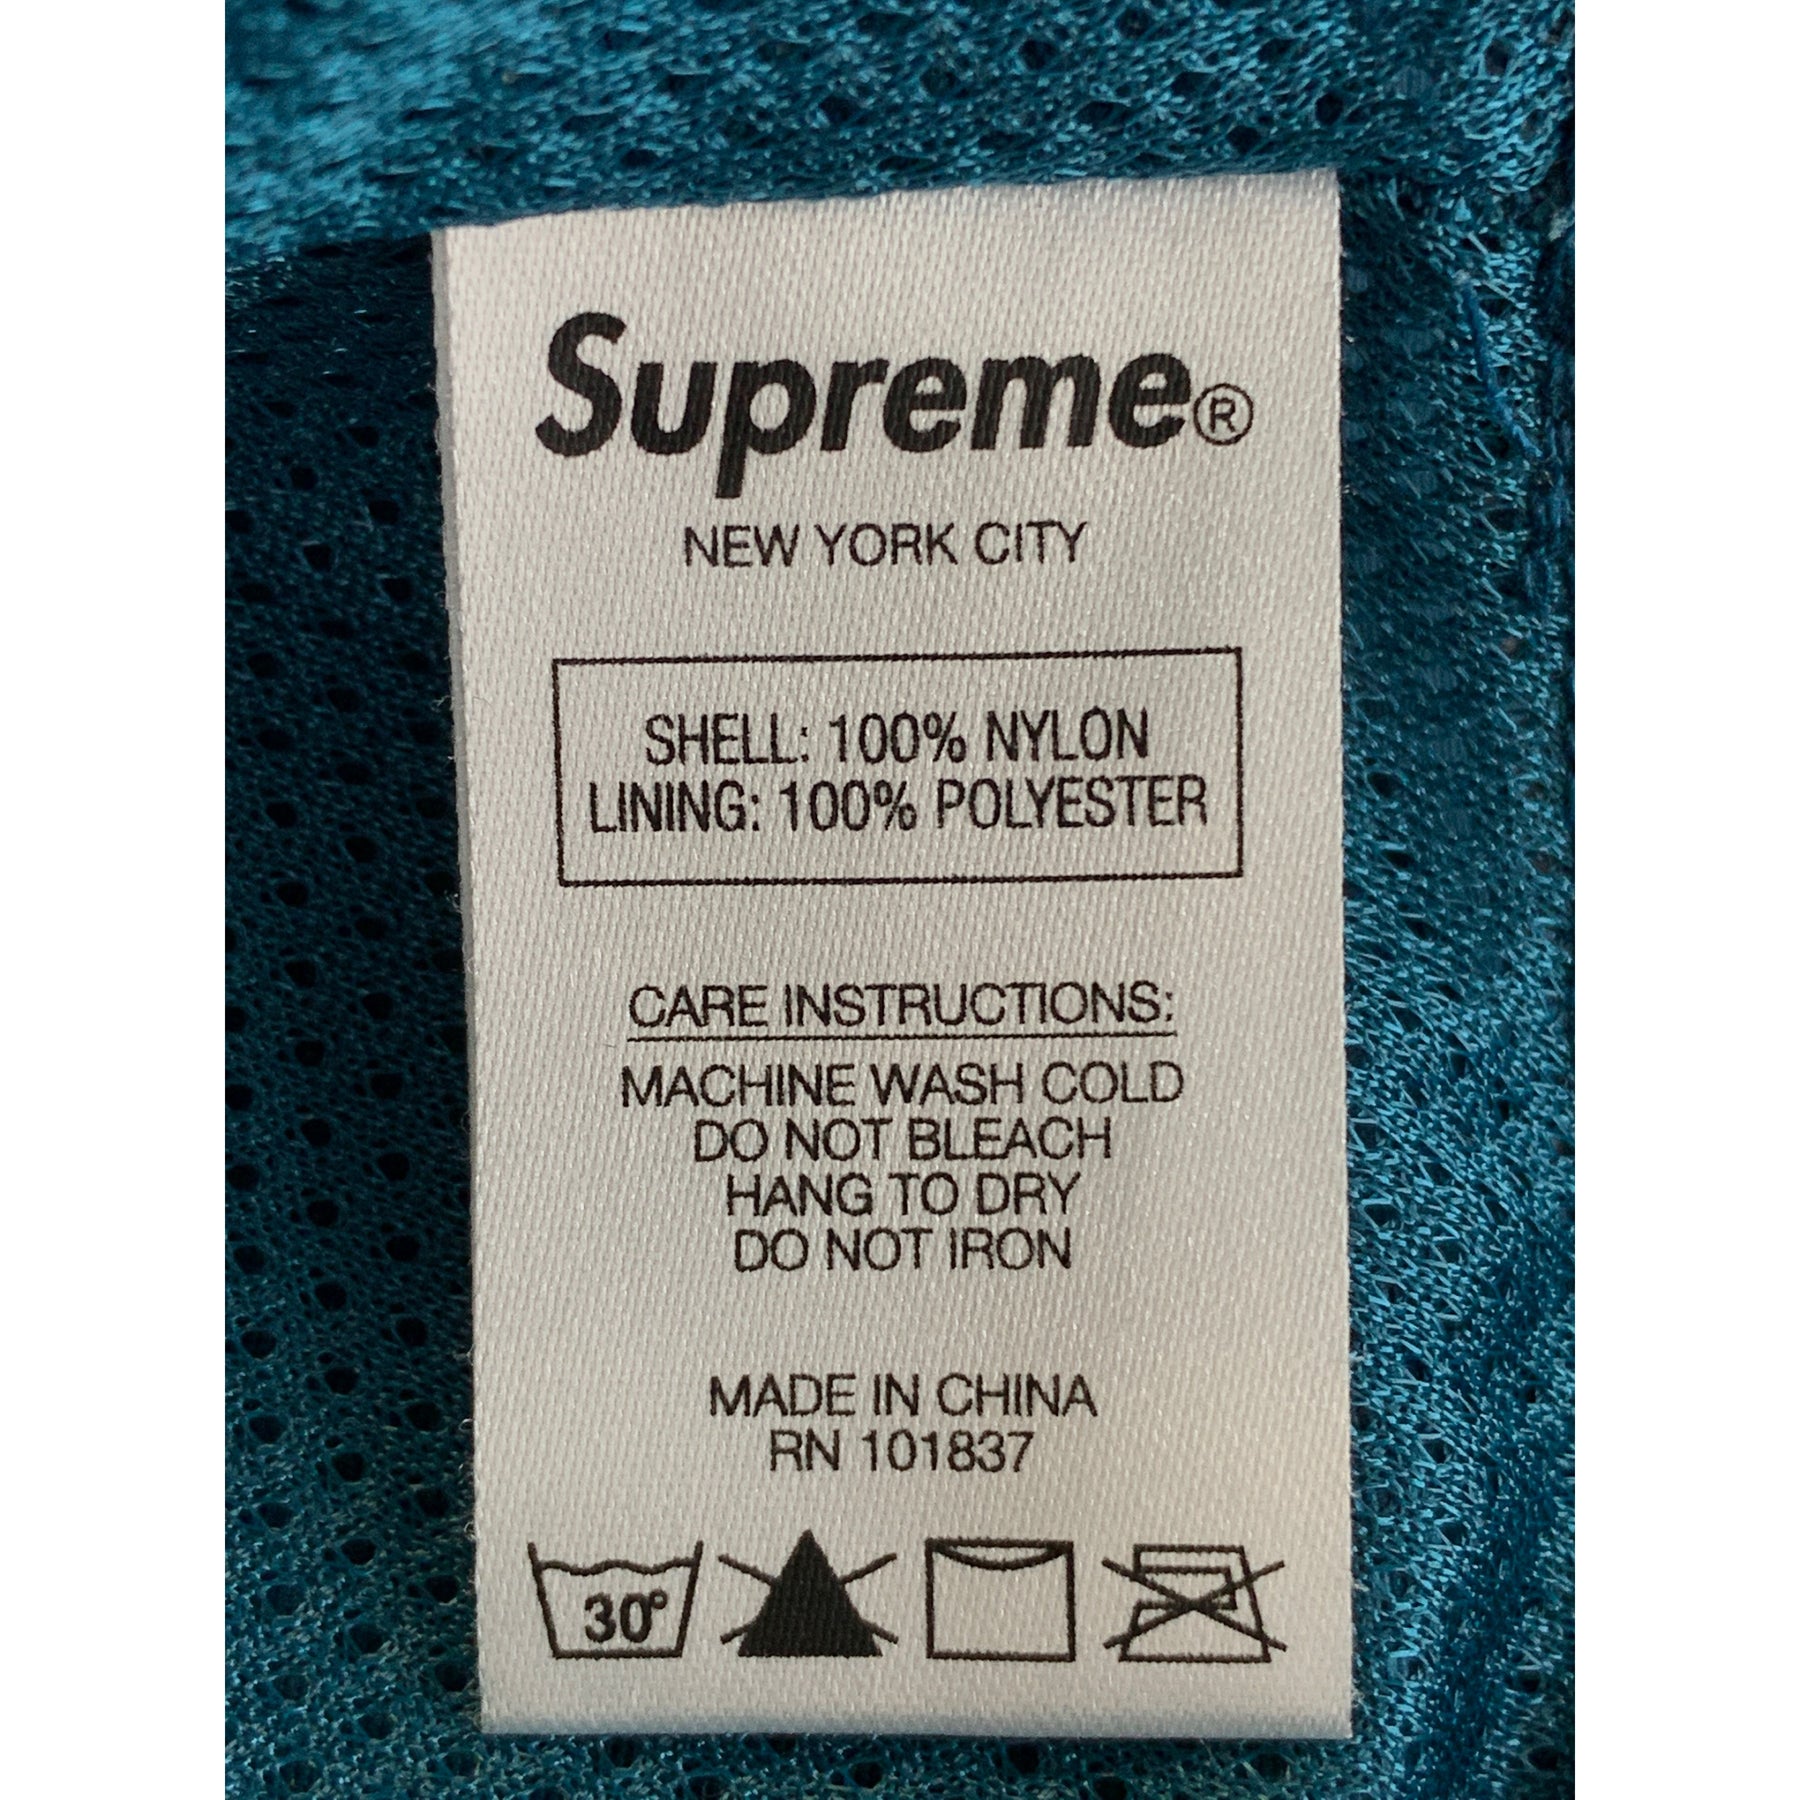 Supreme®
NEW YORK CITY
SHELL: 100% NYLON
LINING: 100% POLYESTER
CARE INSTRUCTIONS:
MACHINE WASH COLD
DO NOT BLEACH
HANG TO DRY
DO NOT IRON
MADE IN CHINA
RN 101837
30°